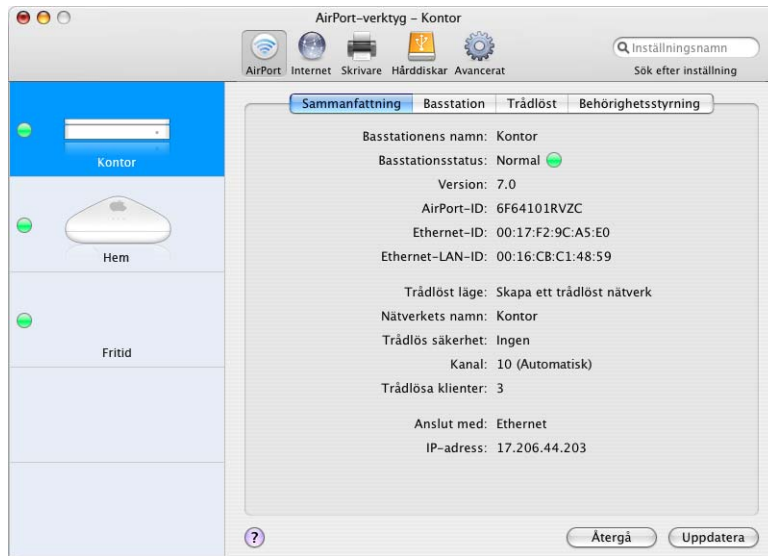 AirPort-verktyg – Kontor
AirPort Internet Skrivare Hårddiskar Avancerat
Inställningsnamn
Sök efter inställning
Kontor
Hem
Fritid
Sammanfattning Basstation Trådlöst Behörighetsstyrning
Basstationens namn: Kontor
Basstationsstatus: Normal
Version: 7.0
AirPort-ID: 6F64101RVZC
Ethernet-ID: 00:17:F2:9C:A5:E0
Ethernet-LAN-ID: 00:16:CB:C1:48:59
Trådlöst läge: Skapa ett trådlöst nätverk
Nätverkets namn: Kontor
Trådlös säkerhet: Ingen
Kanal: 10 (Automatisk)
Trådlösa klienter: 3
Anslut med: Ethernet
IP-adress: 17.206.44.203
?
Återgå Uppdatera